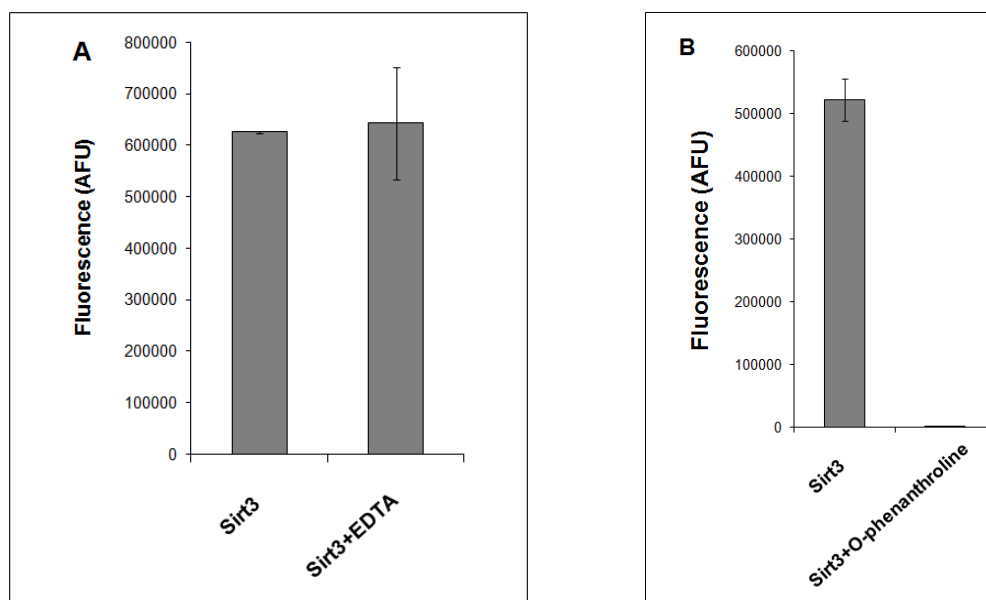 A
Fluorescence (AFU)
800000
700000
600000
500000
400000
300000
200000
100000
0
Sirt3
Sirt3+EDTA
B
Fluorescence (AFU)
600000
500000
400000
300000
200000
100000
0
Sirt3
Sirt3+O-phenanthroline